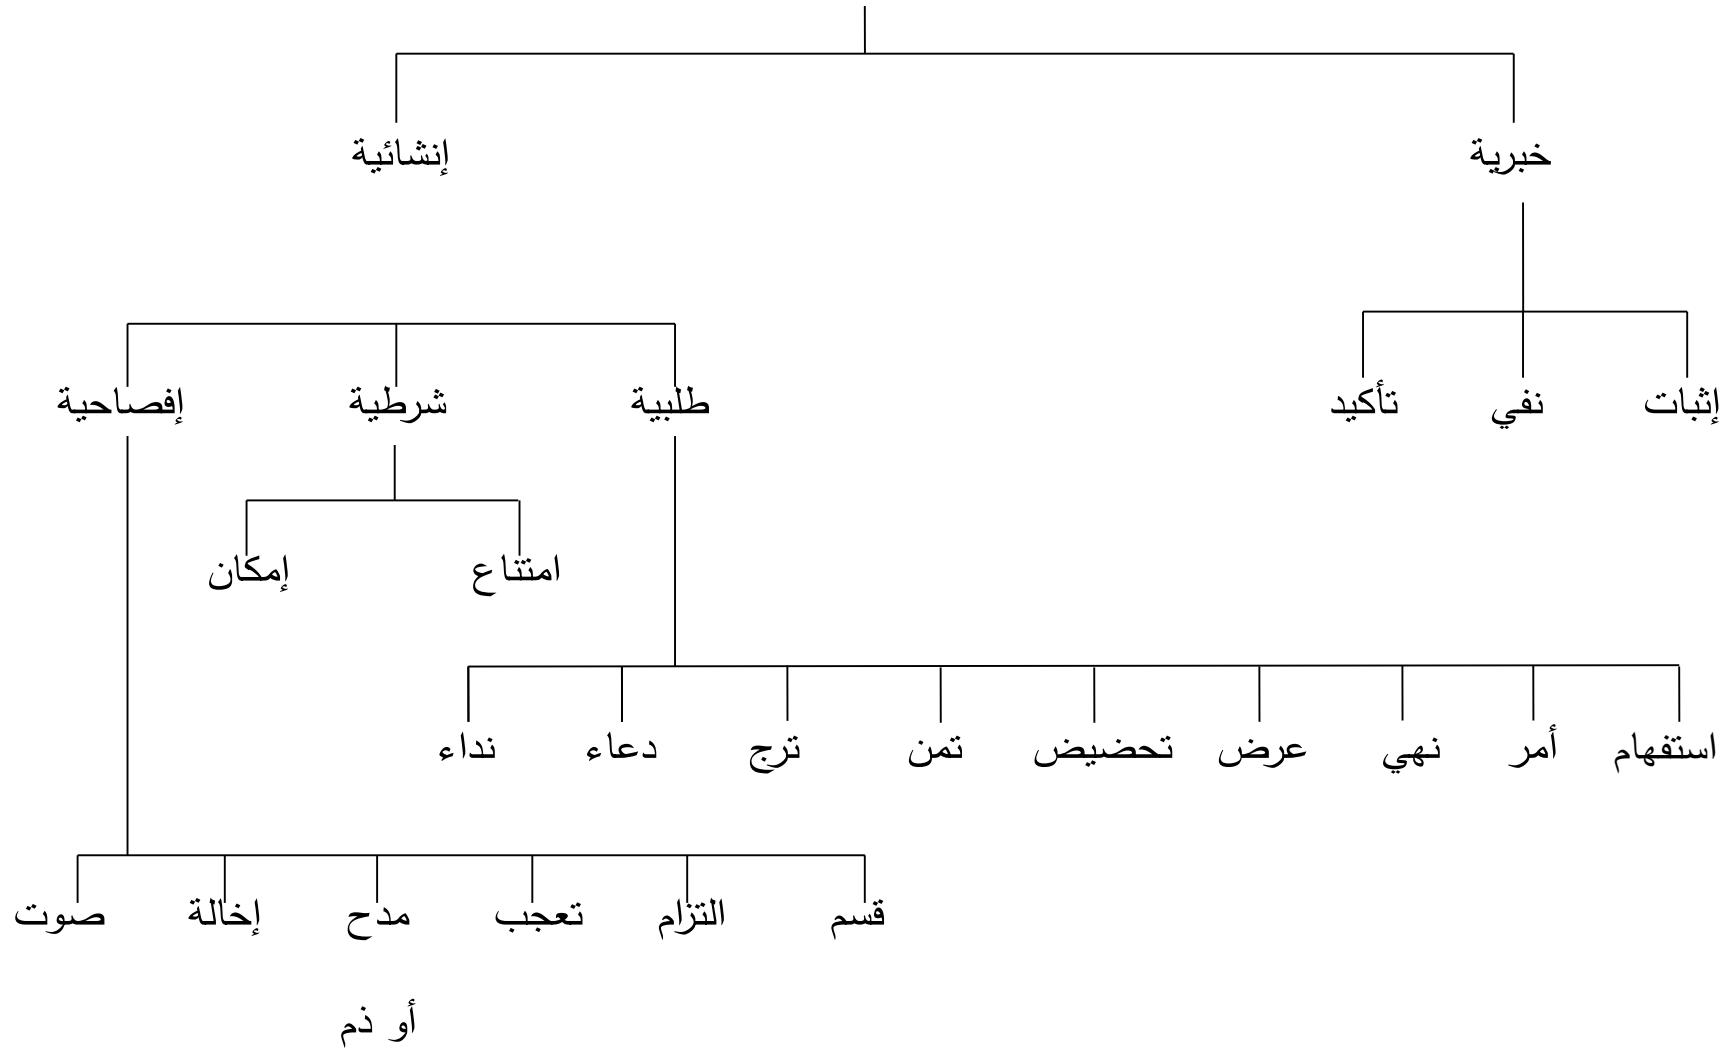 خبرية إنشائية
إثبات نفي تأكيد طلبية شرطية إفصاحية
امتناع إمكان
استفهام أمر نهي عرض تحضيض تمن ترج دعاء نداء
قسم التزام تعجب مدح إخالة صوت
أو ذم